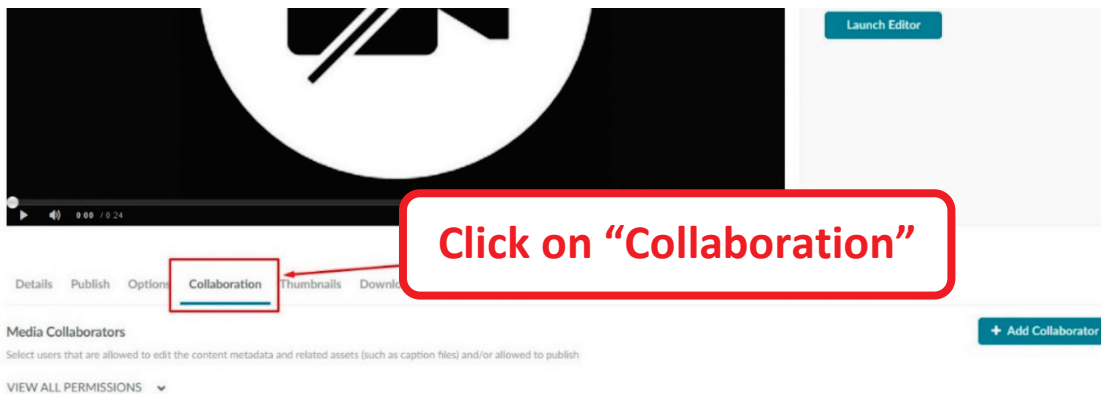 Launch Editor
0:00 / 0:24
Click on “Collaboration”
Details Publish Options Collaboration Thumbnails
Media Collaborators
+ Add Collaborator
Select users that are allowed to edit the content metadata and related assets (such as caption files) and/or allowed to publish
VIEW ALL PERMISSIONS